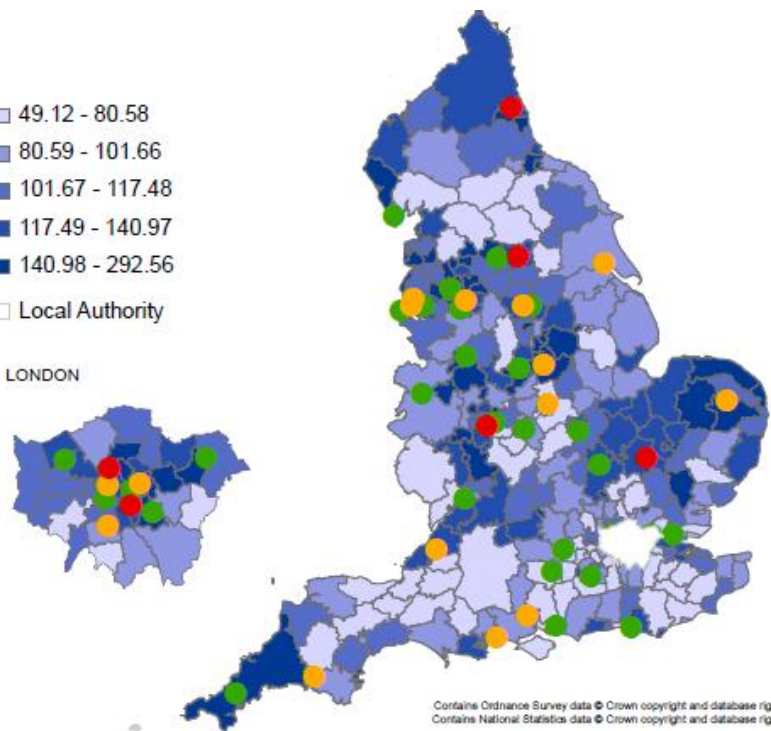 49.12 - 80.58
80.59 - 101.66
101.67 - 117.48
117.49 - 140.97
140.98 - 292.56
Local Authority
LONDON
Contains Ordnance Survey data © Crown copyright and database rig
Contains National Statistics data © Crown copyright and database rig